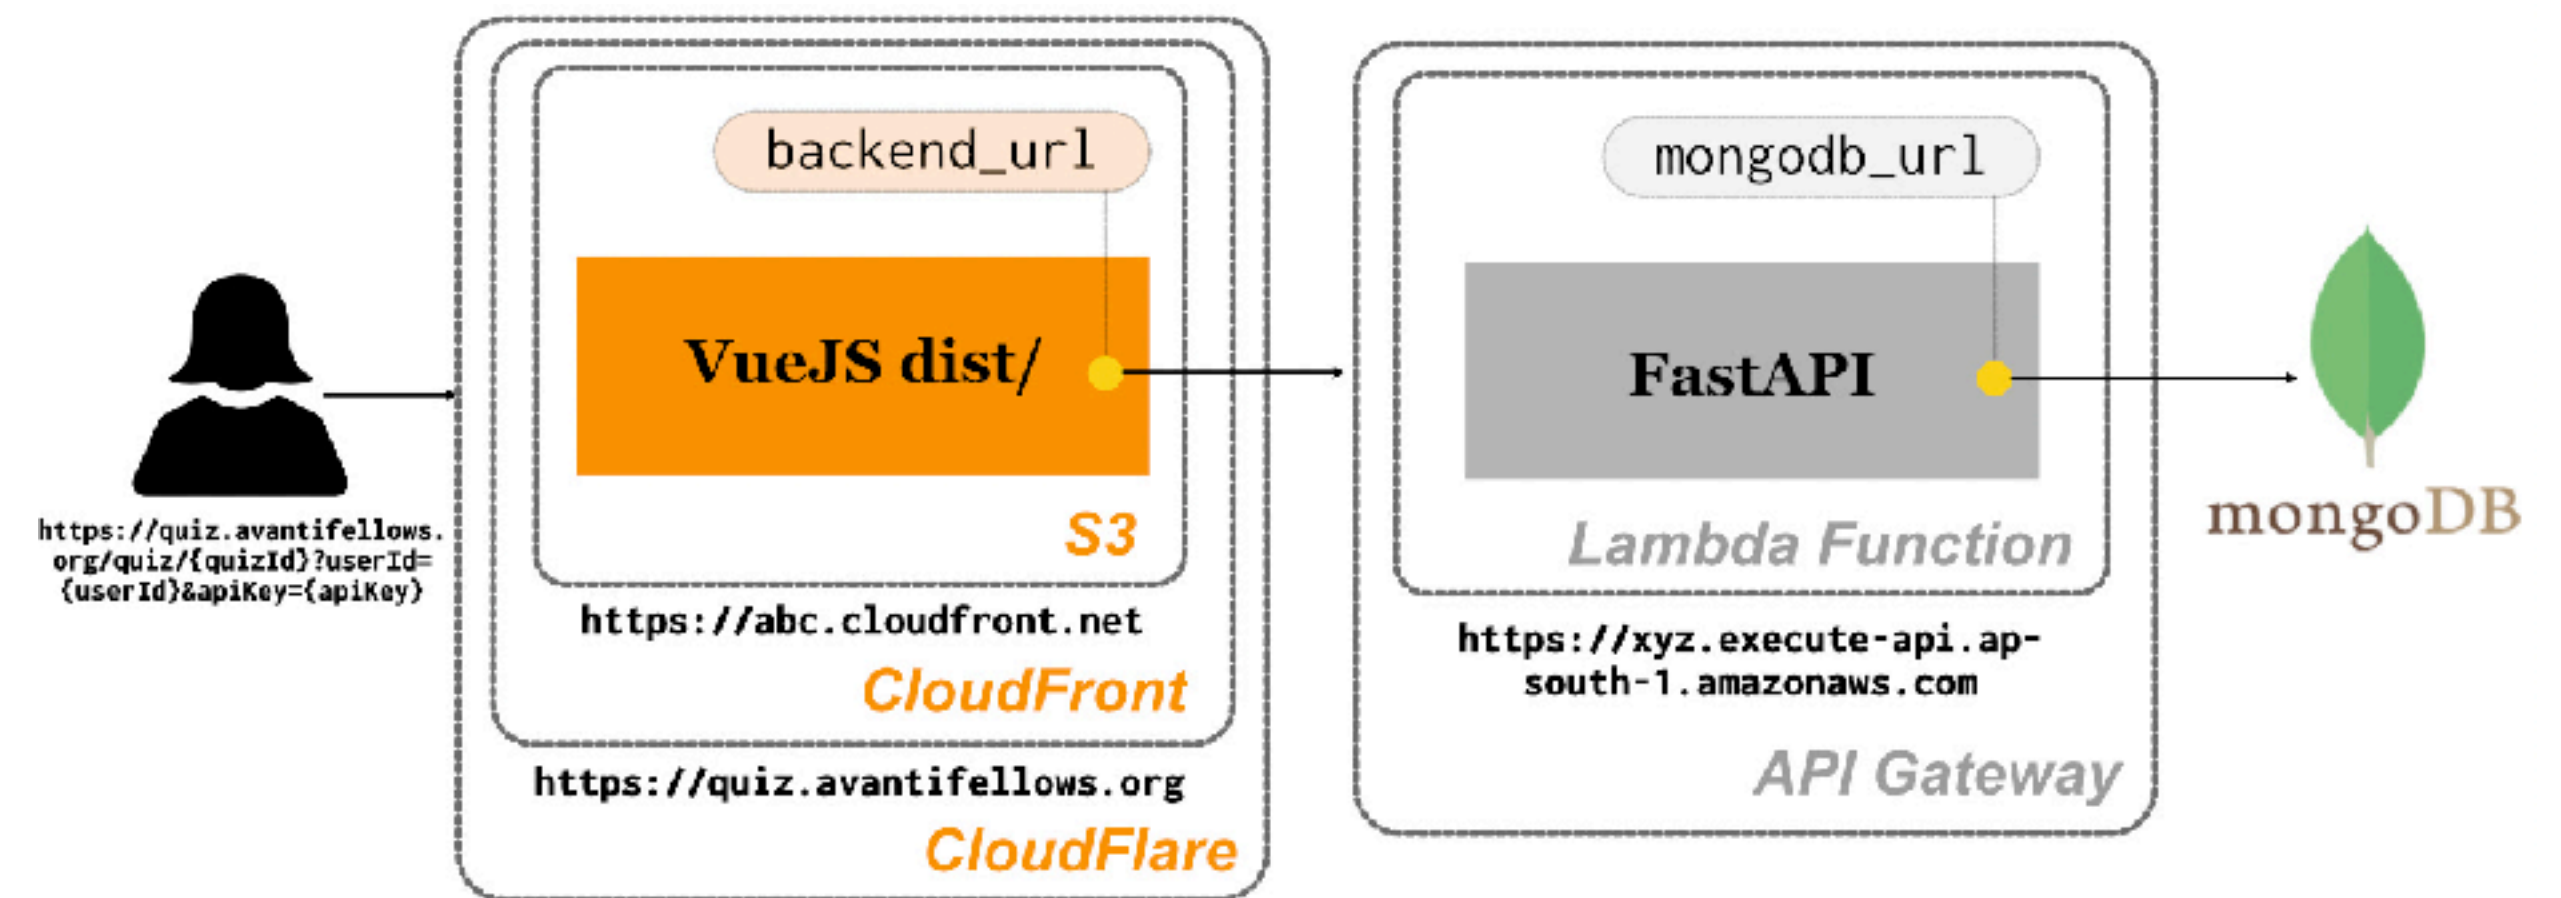 https://quiz.avantifellows.
org/quiz/{quizId}?userId=
{userId}&apiKey={apiKey}
backend_url
VueJS dist/
S3
https://abc.cloudfront.net
CloudFront
https://quiz.avantifellows.org
CloudFlare
mongodb_url
FastAPI
Lambda Function
https://xyz.execute-api.ap-
south-1.amazonaws.com
API Gateway
mongoDB